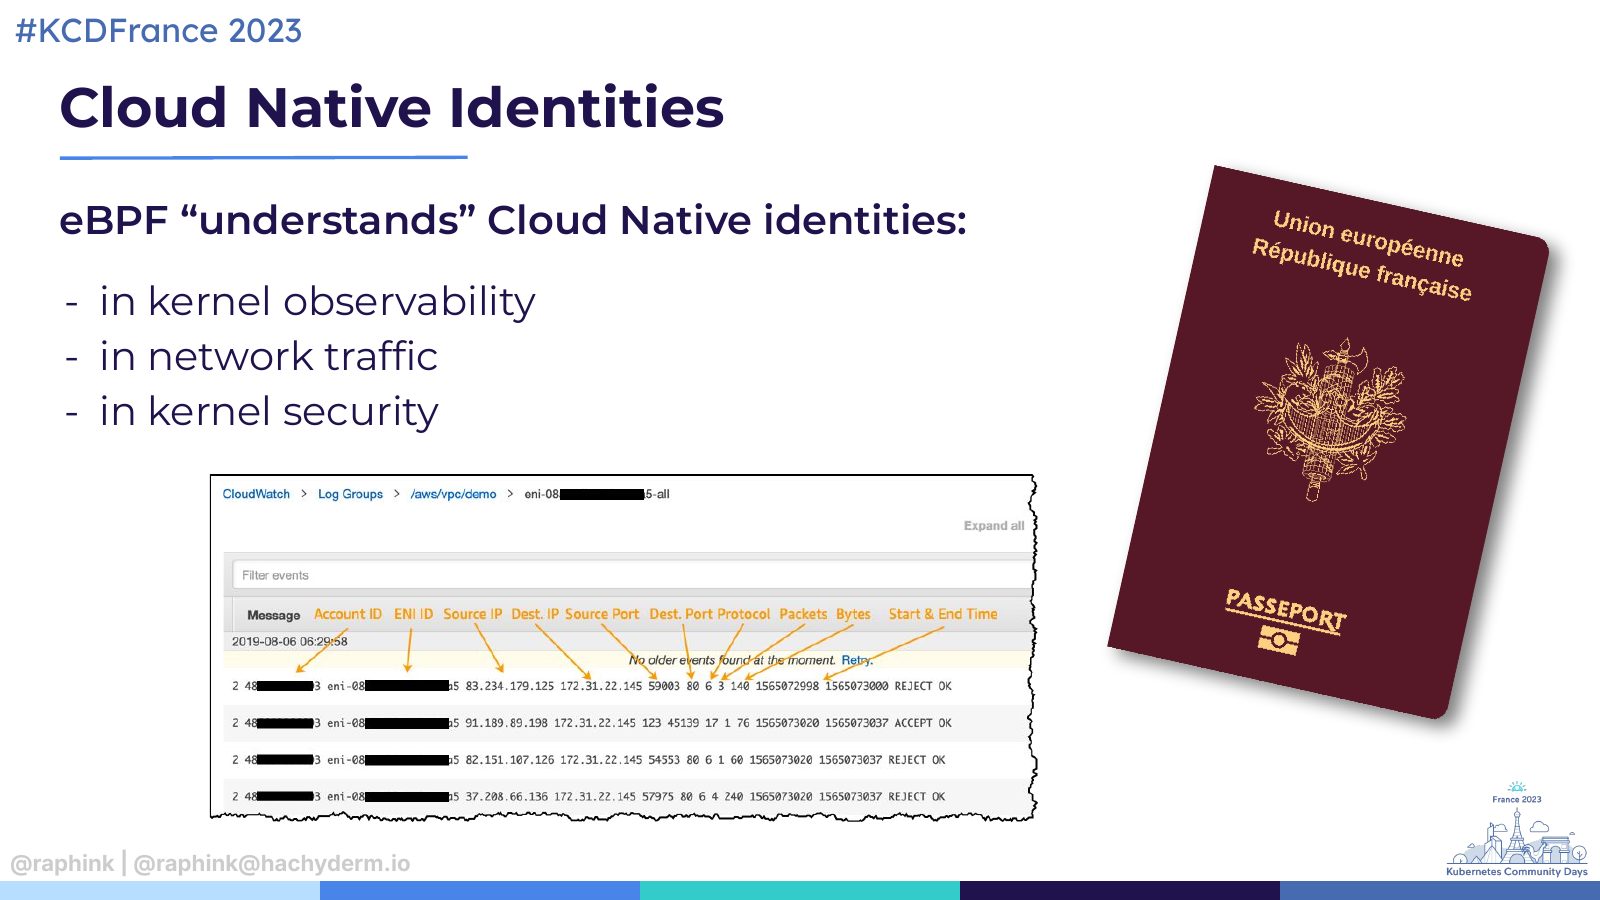 #KCDFrance 2023
Cloud Native Identities
eBPF “understands” Cloud Native identities:
- in kernel observability
- in network traffic
- in kernel security
Union européenne
République française
PASSEPORT
CloudWatch > Log Groups > /aws/vpc/demo > eni-08 5-all
Expand all
Filter events
Message Account ID ENI ID Source IP Dest. IP Source Port Dest. Port Protocol Packets Bytes Start & End Time
2019-08-06 06:29:58
No older events found at the moment. Retry.
2 48 3 eni-08 a5 83.234.179.125 172.31.22.145 59003 80 6 3 140 1565072998 1565073000 REJECT OK
2 48 3 eni-08 a5 91.189.89.198 172.31.22.145 123 45139 17 1 76 1565073020 1565073037 ACCEPT OK
2 48 3 eni-08 a5 82.151.107.126 172.31.22.145 54553 80 6 1 60 1565073020 1565073037 REJECT OK
2 48 3 eni-08 a5 37.208.66.136 172.31.22.145 57975 80 6 4 240 1565073020 1565073037 REJECT OK
France 2023
Kubernetes Community Days
@raphink | @raphink@hachyderm.io